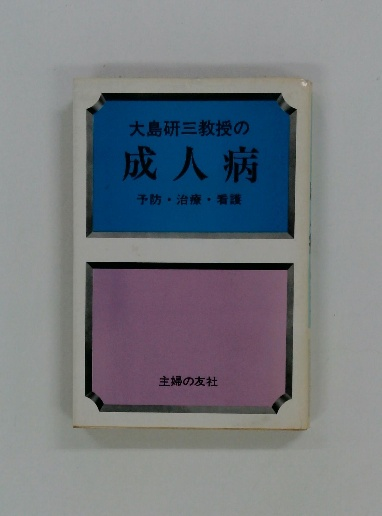 大島研三教授の
成人病
予防・治療・看護
主婦の友社